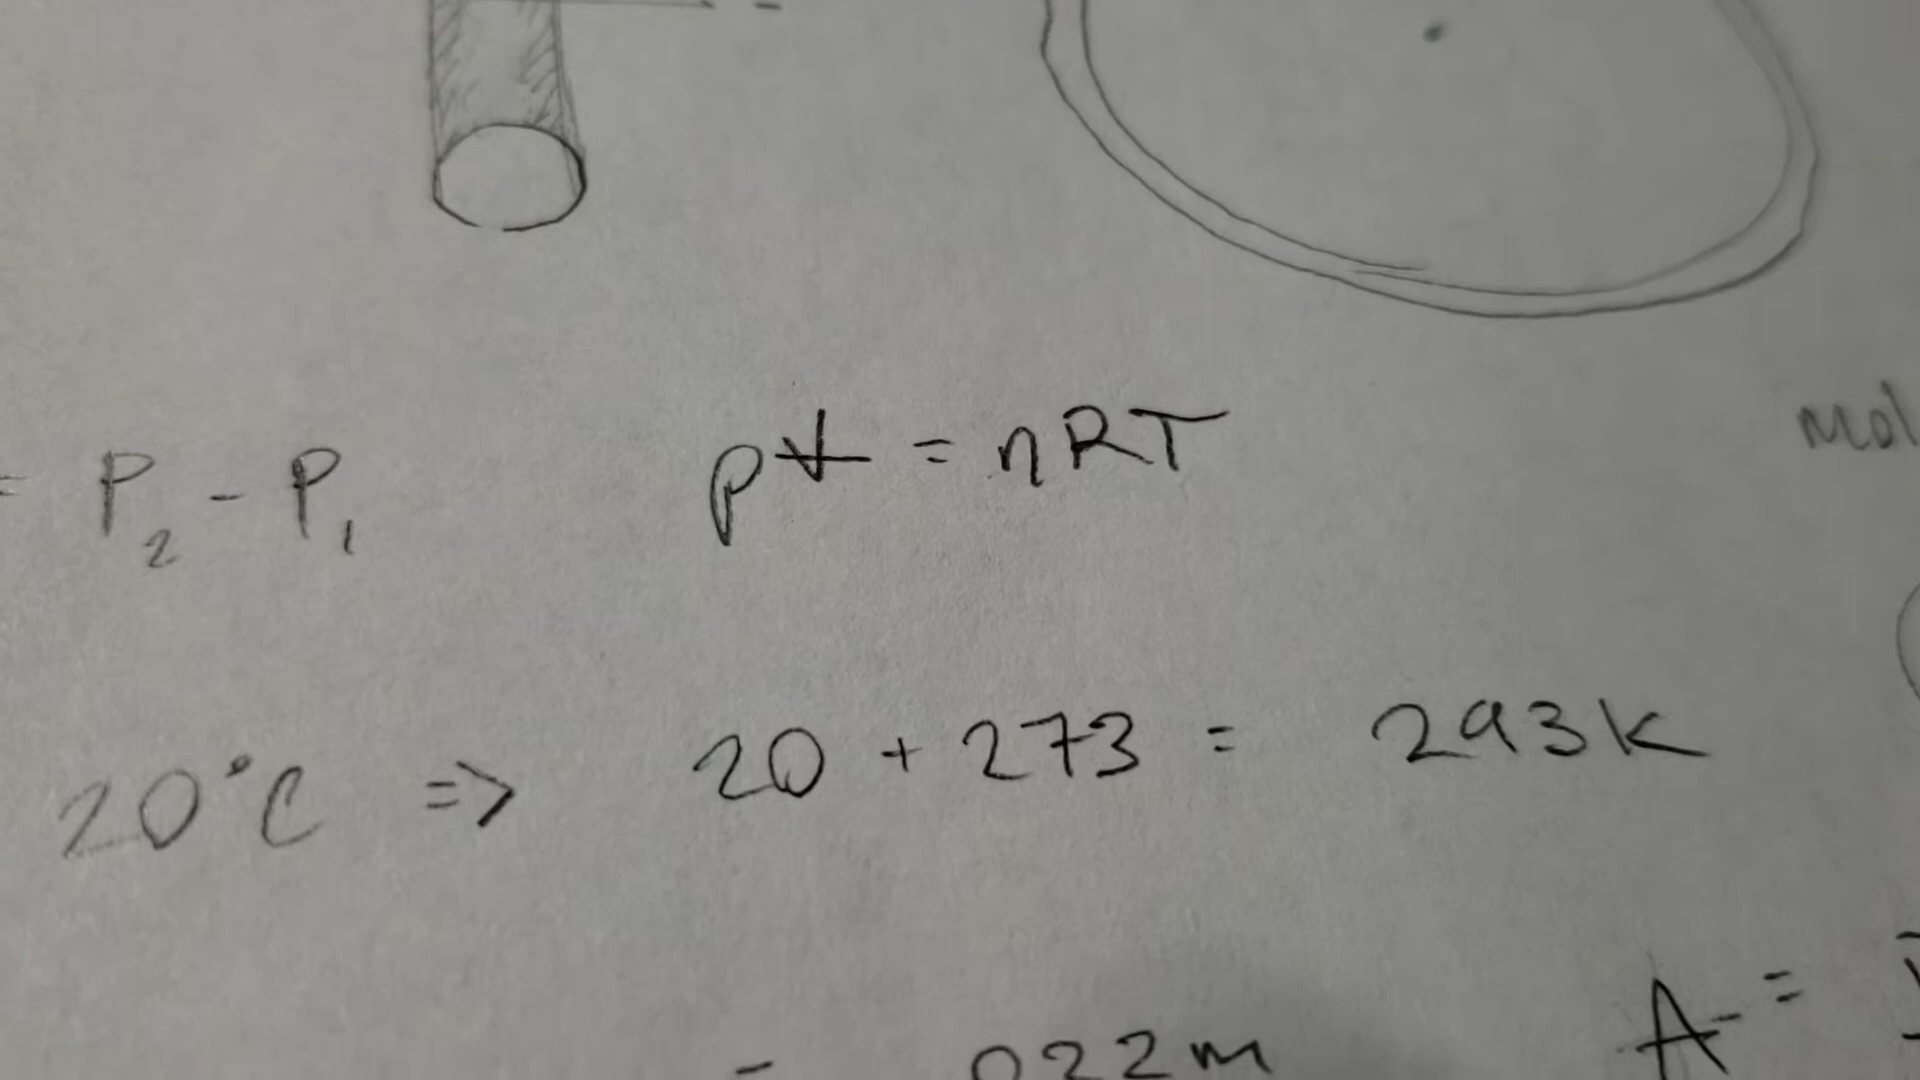 Mol
= P₂ - P₁ pV = nRT
20°C => 20 + 273 = 293K
A =
- .022m